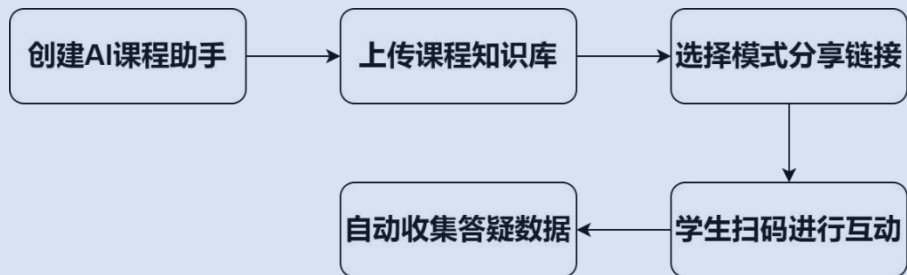 创建AI课程助手
上传课程知识库
选择模式分享链接
学生扫码进行互动
自动收集答疑数据